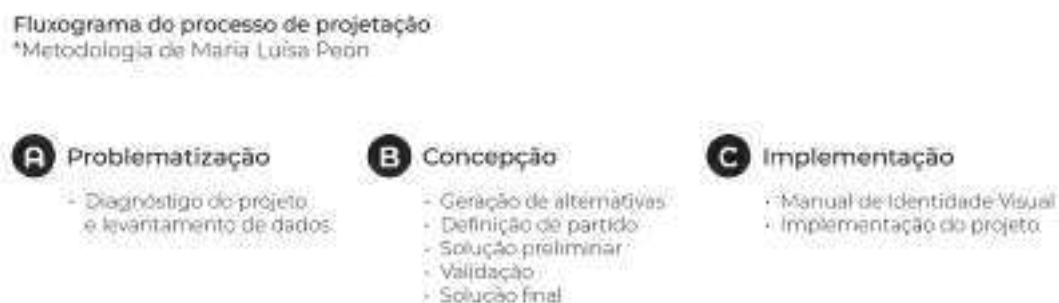 Fluxograma do processo de projetação
*Metodologia de Maria Luísa Peón
A Problematização
- Diagnóstigo do projeto
e levantamento de dados
B Concepção
- Geração de alternativas
- Definição de partido
- Solução preliminar
- Validação
- Solução final
C Implementação
- Manual de Identidade Visual
- Implementação do projeto